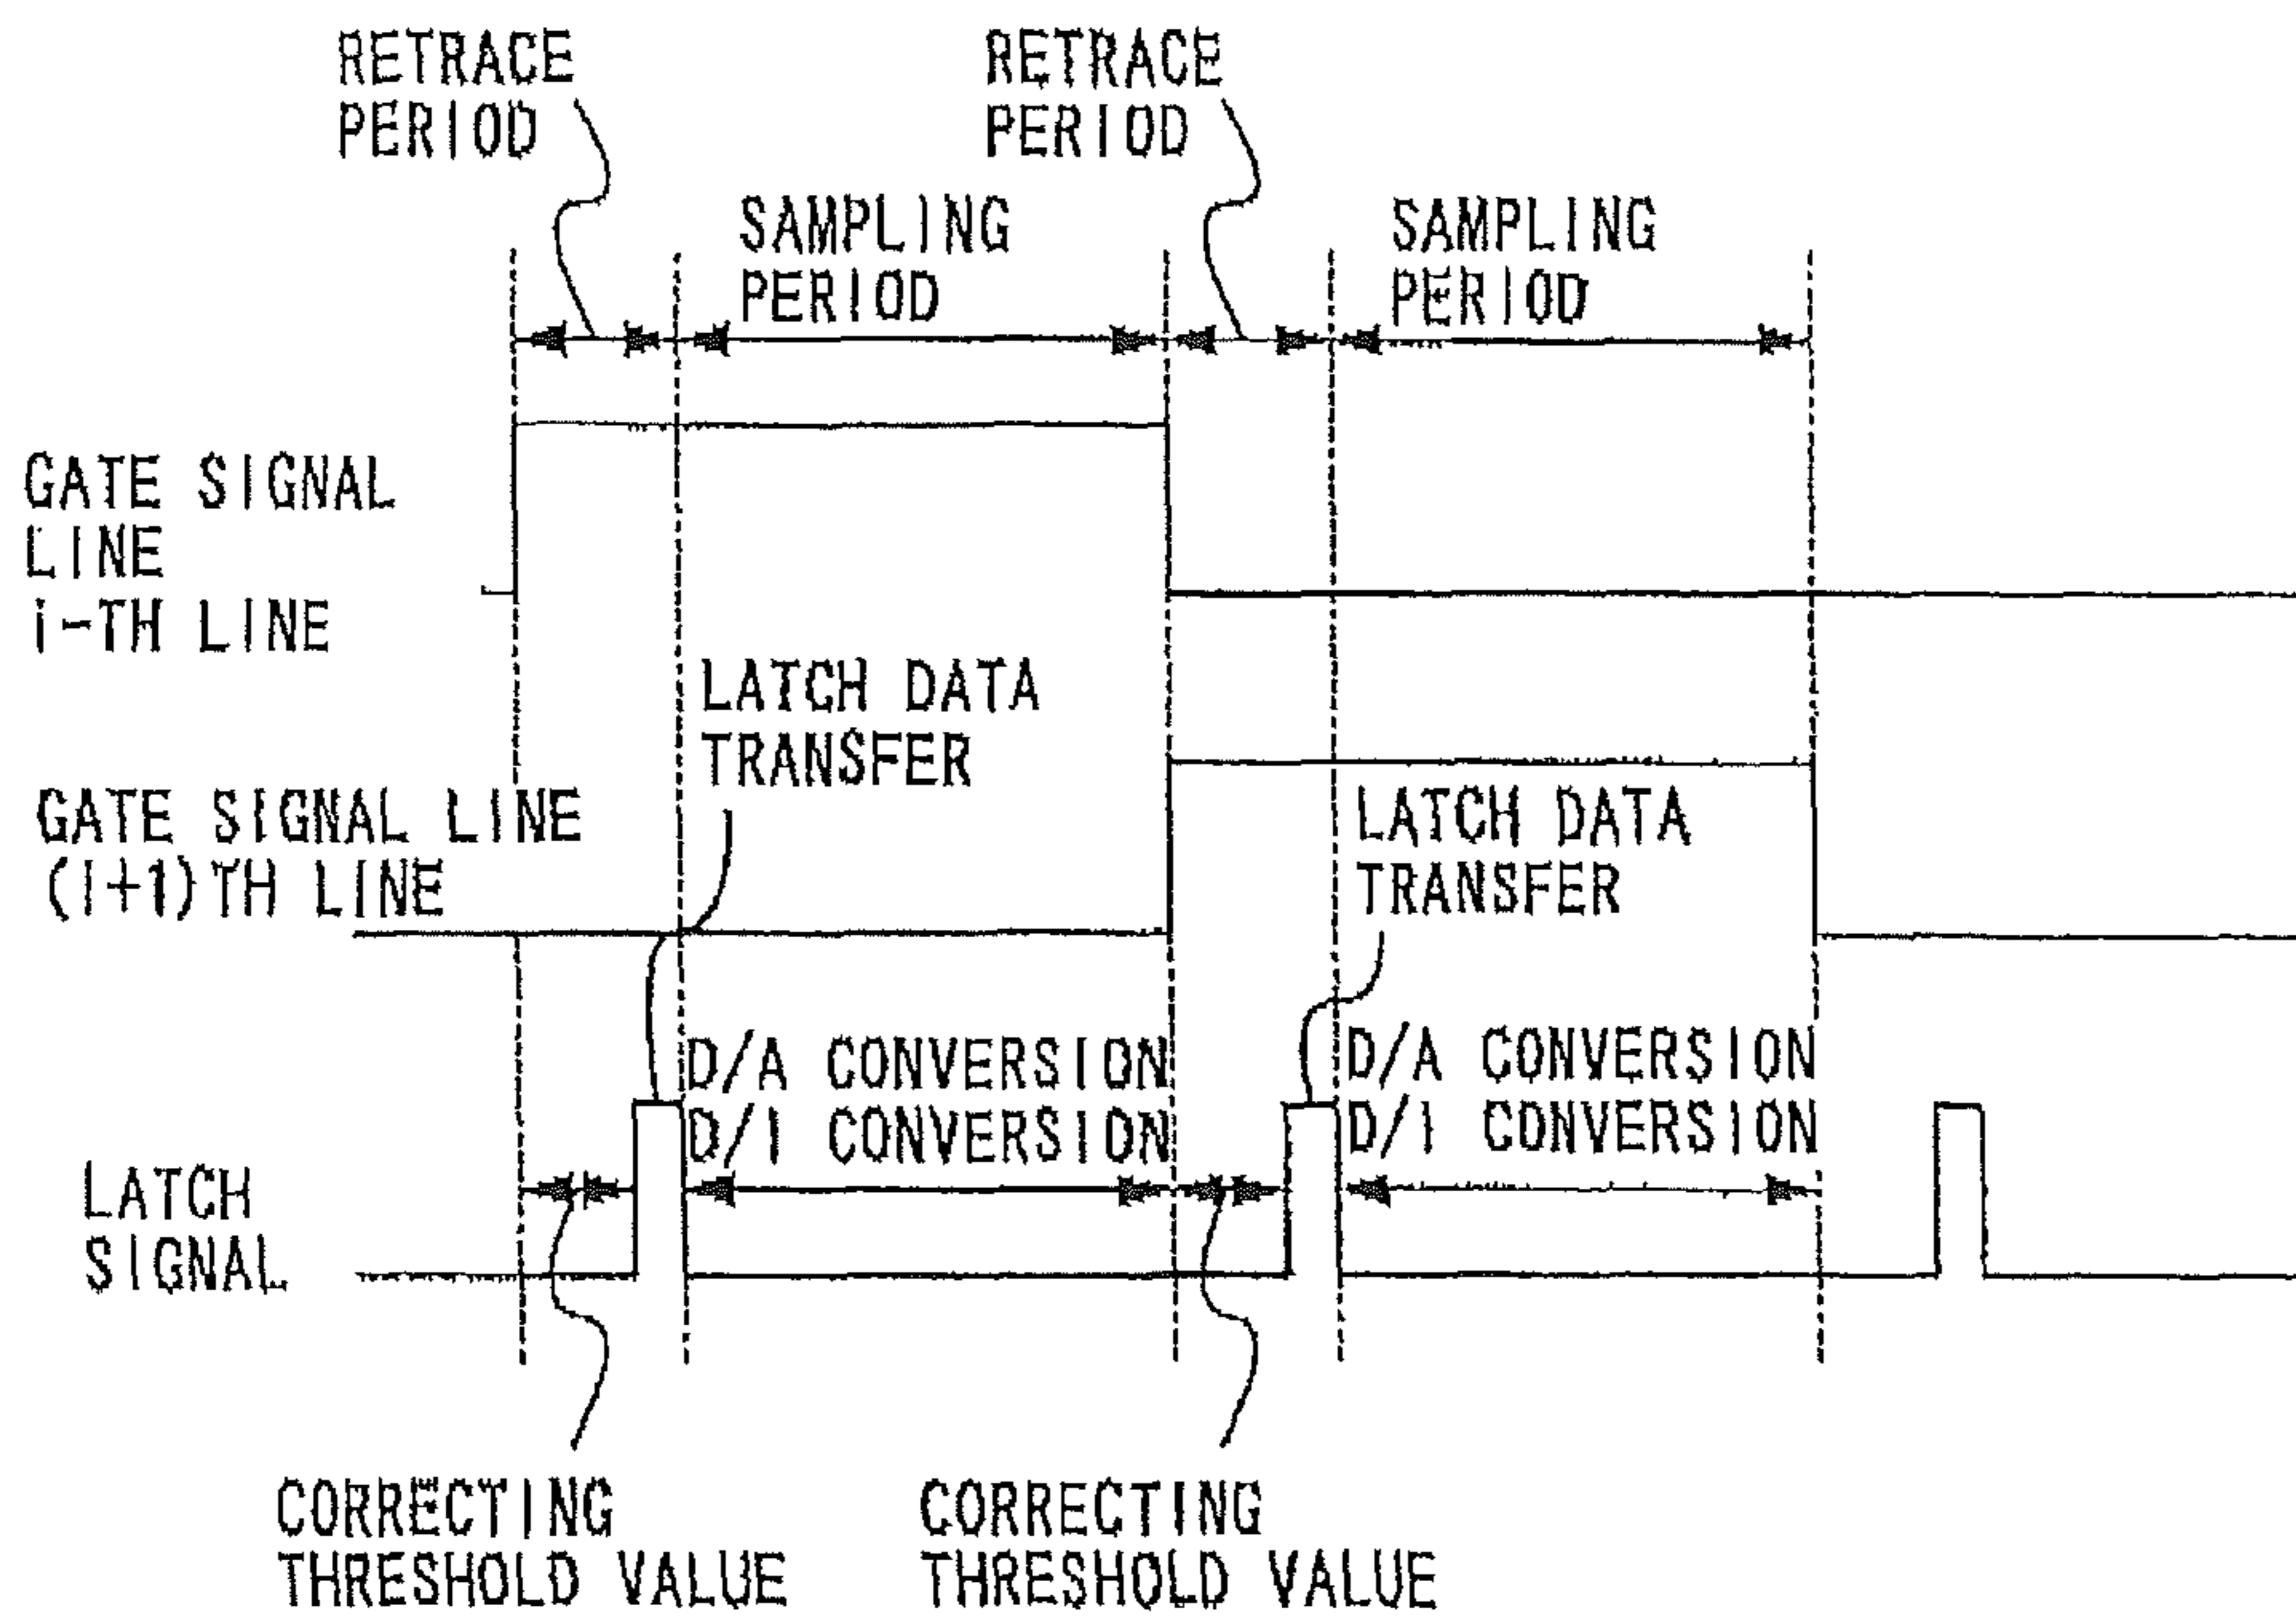 RETRACE
PERIOD
RETRACE
PERIOD
SAMPLING
PERIOD
SAMPLING
PERIOD
GATE SIGNAL
LINE
i-TH LINE
LATCH DATA
TRANSFER
GATE SIGNAL LINE
(I+1)TH LINE
LATCH DATA
TRANSFER
D/A CONVERSION
D/I CONVERSION
D/A CONVERSION
D/I CONVERSION
LATCH
SIGNAL
CORRECTING
THRESHOLD VALUE
CORRECTING
THRESHOLD VALUE